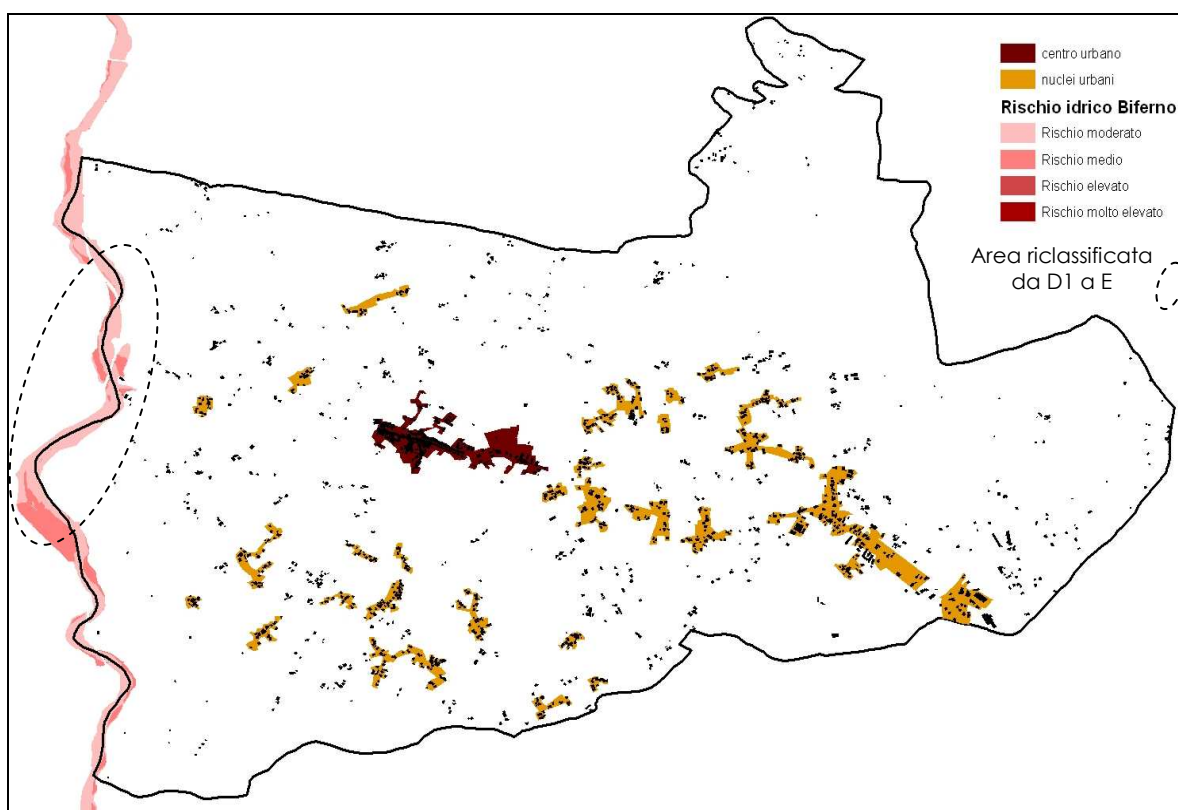 centro urbano
nuclei urbani
Rischio idrico Biferno
Rischio moderato
Rischio medio
Rischio elevato
Rischio molto elevato
Area riclassificata
da D1 a E